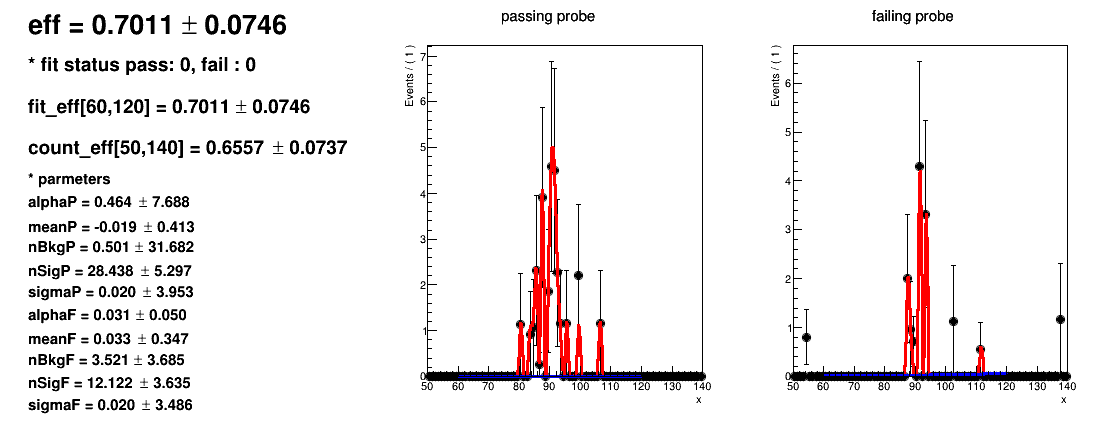 eff = 0.7011 ± 0.0746
* fit status pass: 0, fail : 0
fit_eff[60,120] = 0.7011 ± 0.0746
count_eff[50,140] = 0.6557 ± 0.0737
* parmeters
alphaP = 0.464 ± 7.688
meanP = -0.019 ± 0.413
nBkgP = 0.501 ± 31.682
nSigP = 28.438 ± 5.297
sigmaP = 0.020 ± 3.953
alphaF = 0.031 ± 0.050
meanF = 0.033 ± 0.347
nBkgF = 3.521 ± 3.685
nSigF = 12.122 ± 3.635
sigmaF = 0.020 ± 3.486
passing probe
Events / ( 1 )
7
6
5
4
3
2
1
0
50 60 70 80 90 100 110 120 130 140
x
failing probe
Events / ( 1 )
6
5
4
3
2
1
0
50 60 70 80 90 100 110 120 130 140
x